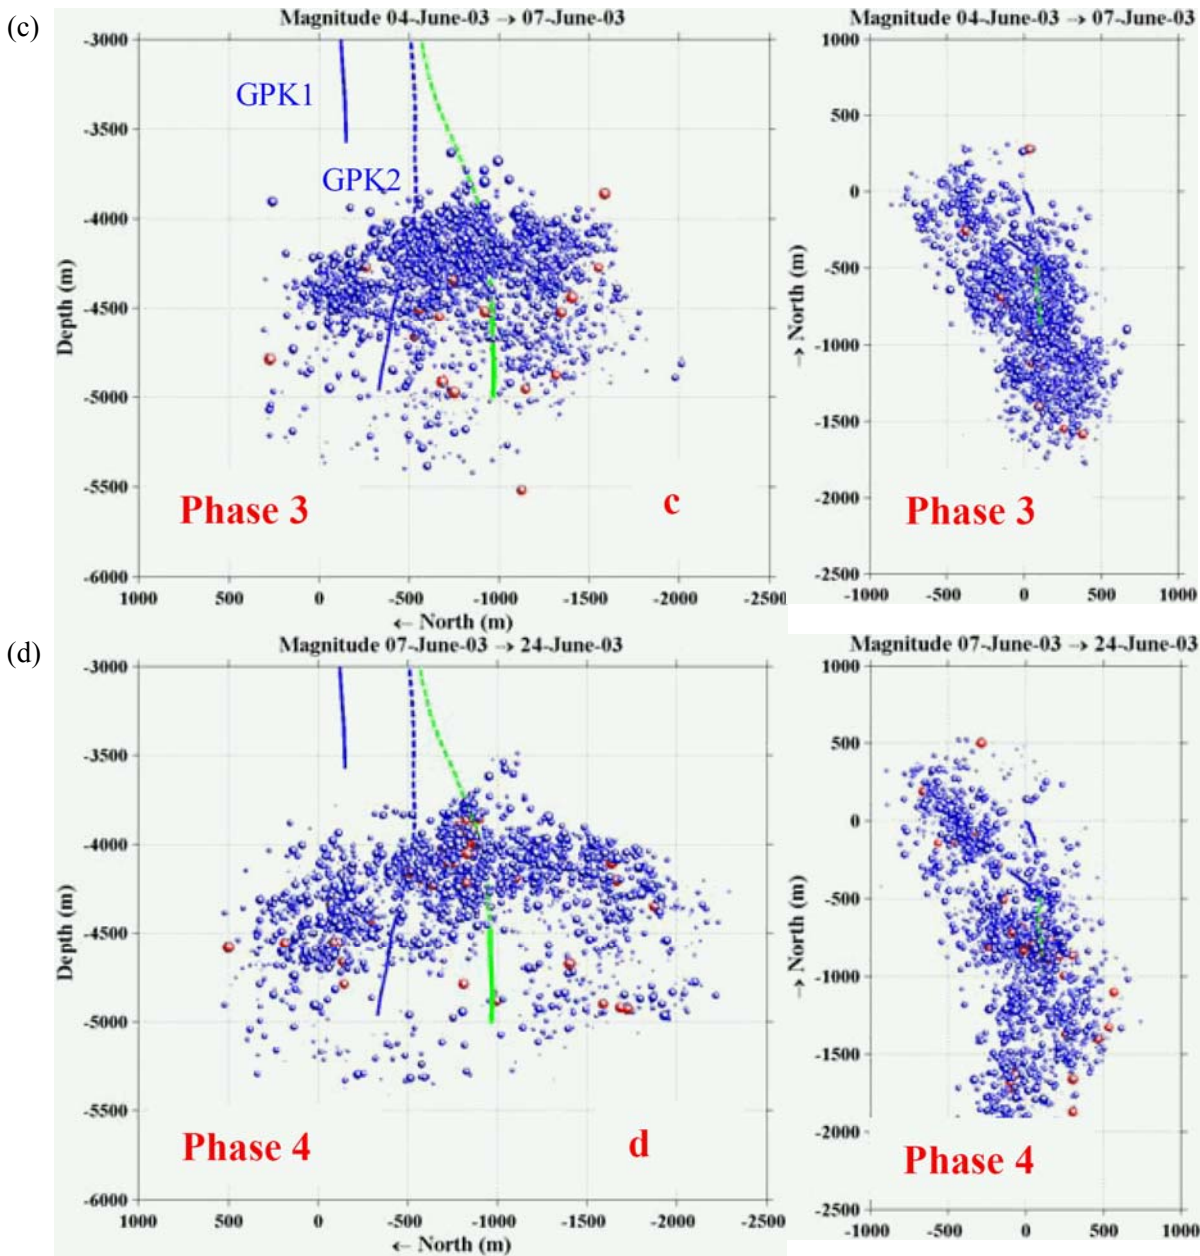 (c)
Magnitude 04-June-03 → 07-June-03
-3000
-3500
-4000
-4500
-5000
-5500
-6000
Depth (m)
GPK1
GPK2
Phase 3
c
1000 500 0 -500 -1000 -1500 -2000 -2500
← North (m)
Magnitude 04-June-03 → 07-June-03
1000
500
0
-500
-1000
-1500
-2000
-2500
→ North (m)
Phase 3
-1000 -500 0 500 1000
(d)
Magnitude 07-June-03 → 24-June-03
-3000
-3500
-4000
-4500
-5000
-5500
-6000
Depth (m)
Phase 4
d
1000 500 0 -500 -1000 -1500 -2000 -2500
← North (m)
Magnitude 07-June-03 → 24-June-03
1000
500
0
-500
-1000
-1500
-2000
-2500
→ North (m)
Phase 4
-1000 -500 0 500 1000